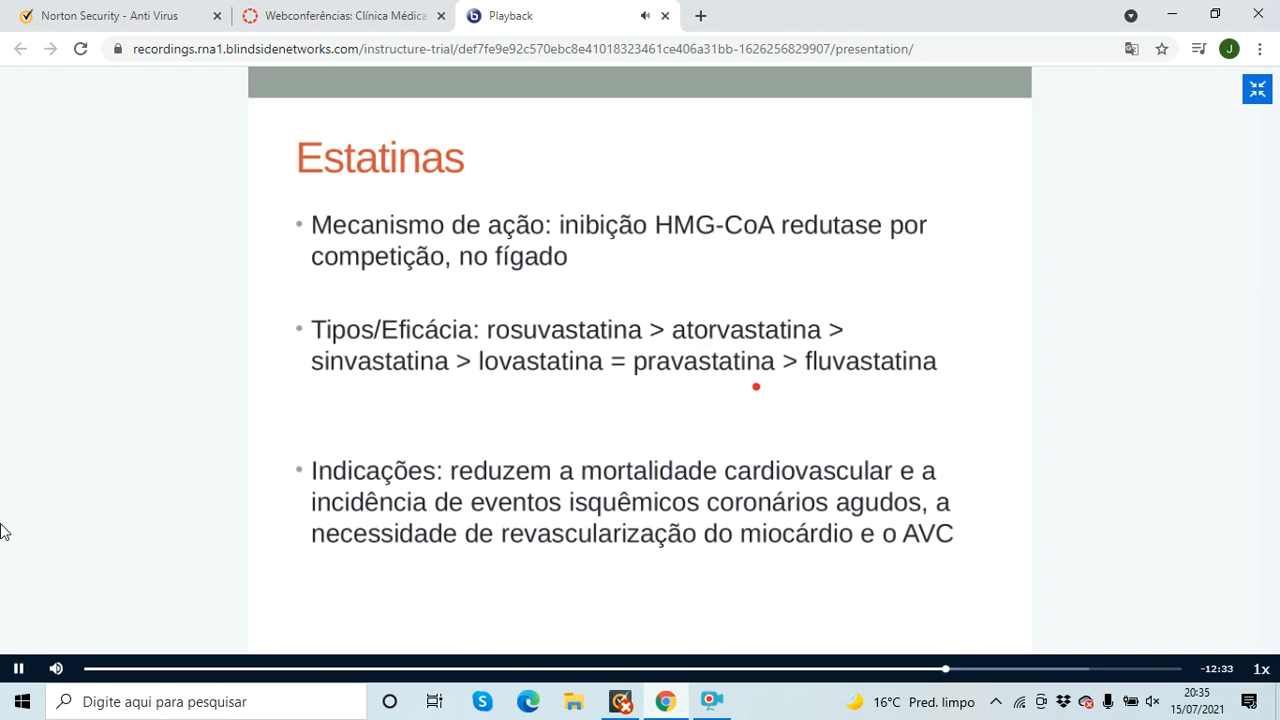 Norton Security - Anti Virus
Webconferências: Clínica Médica
Playback
recordings.rna1.blindsidenetworks.com/instructure-trial/def7fe9e92c570ebc8e41018323461ce406a31bb-1626256829907/presentation/
J
Estatinas
• Mecanismo de ação: inibição HMG-CoA redutase por
competição, no fígado
• Tipos/Eficácia: rosuvastatina > atorvastatina >
sinvastatina > lovastatina = pravastatina > fluvastatina
• Indicações: reduzem a mortalidade cardiovascular e a
incidência de eventos isquêmicos coronários agudos, a
necessidade de revascularização do miocárdio e o AVC
-12:33 1x
Digite aqui para pesquisar
16°C Pred. limpo
20:35
15/07/2021